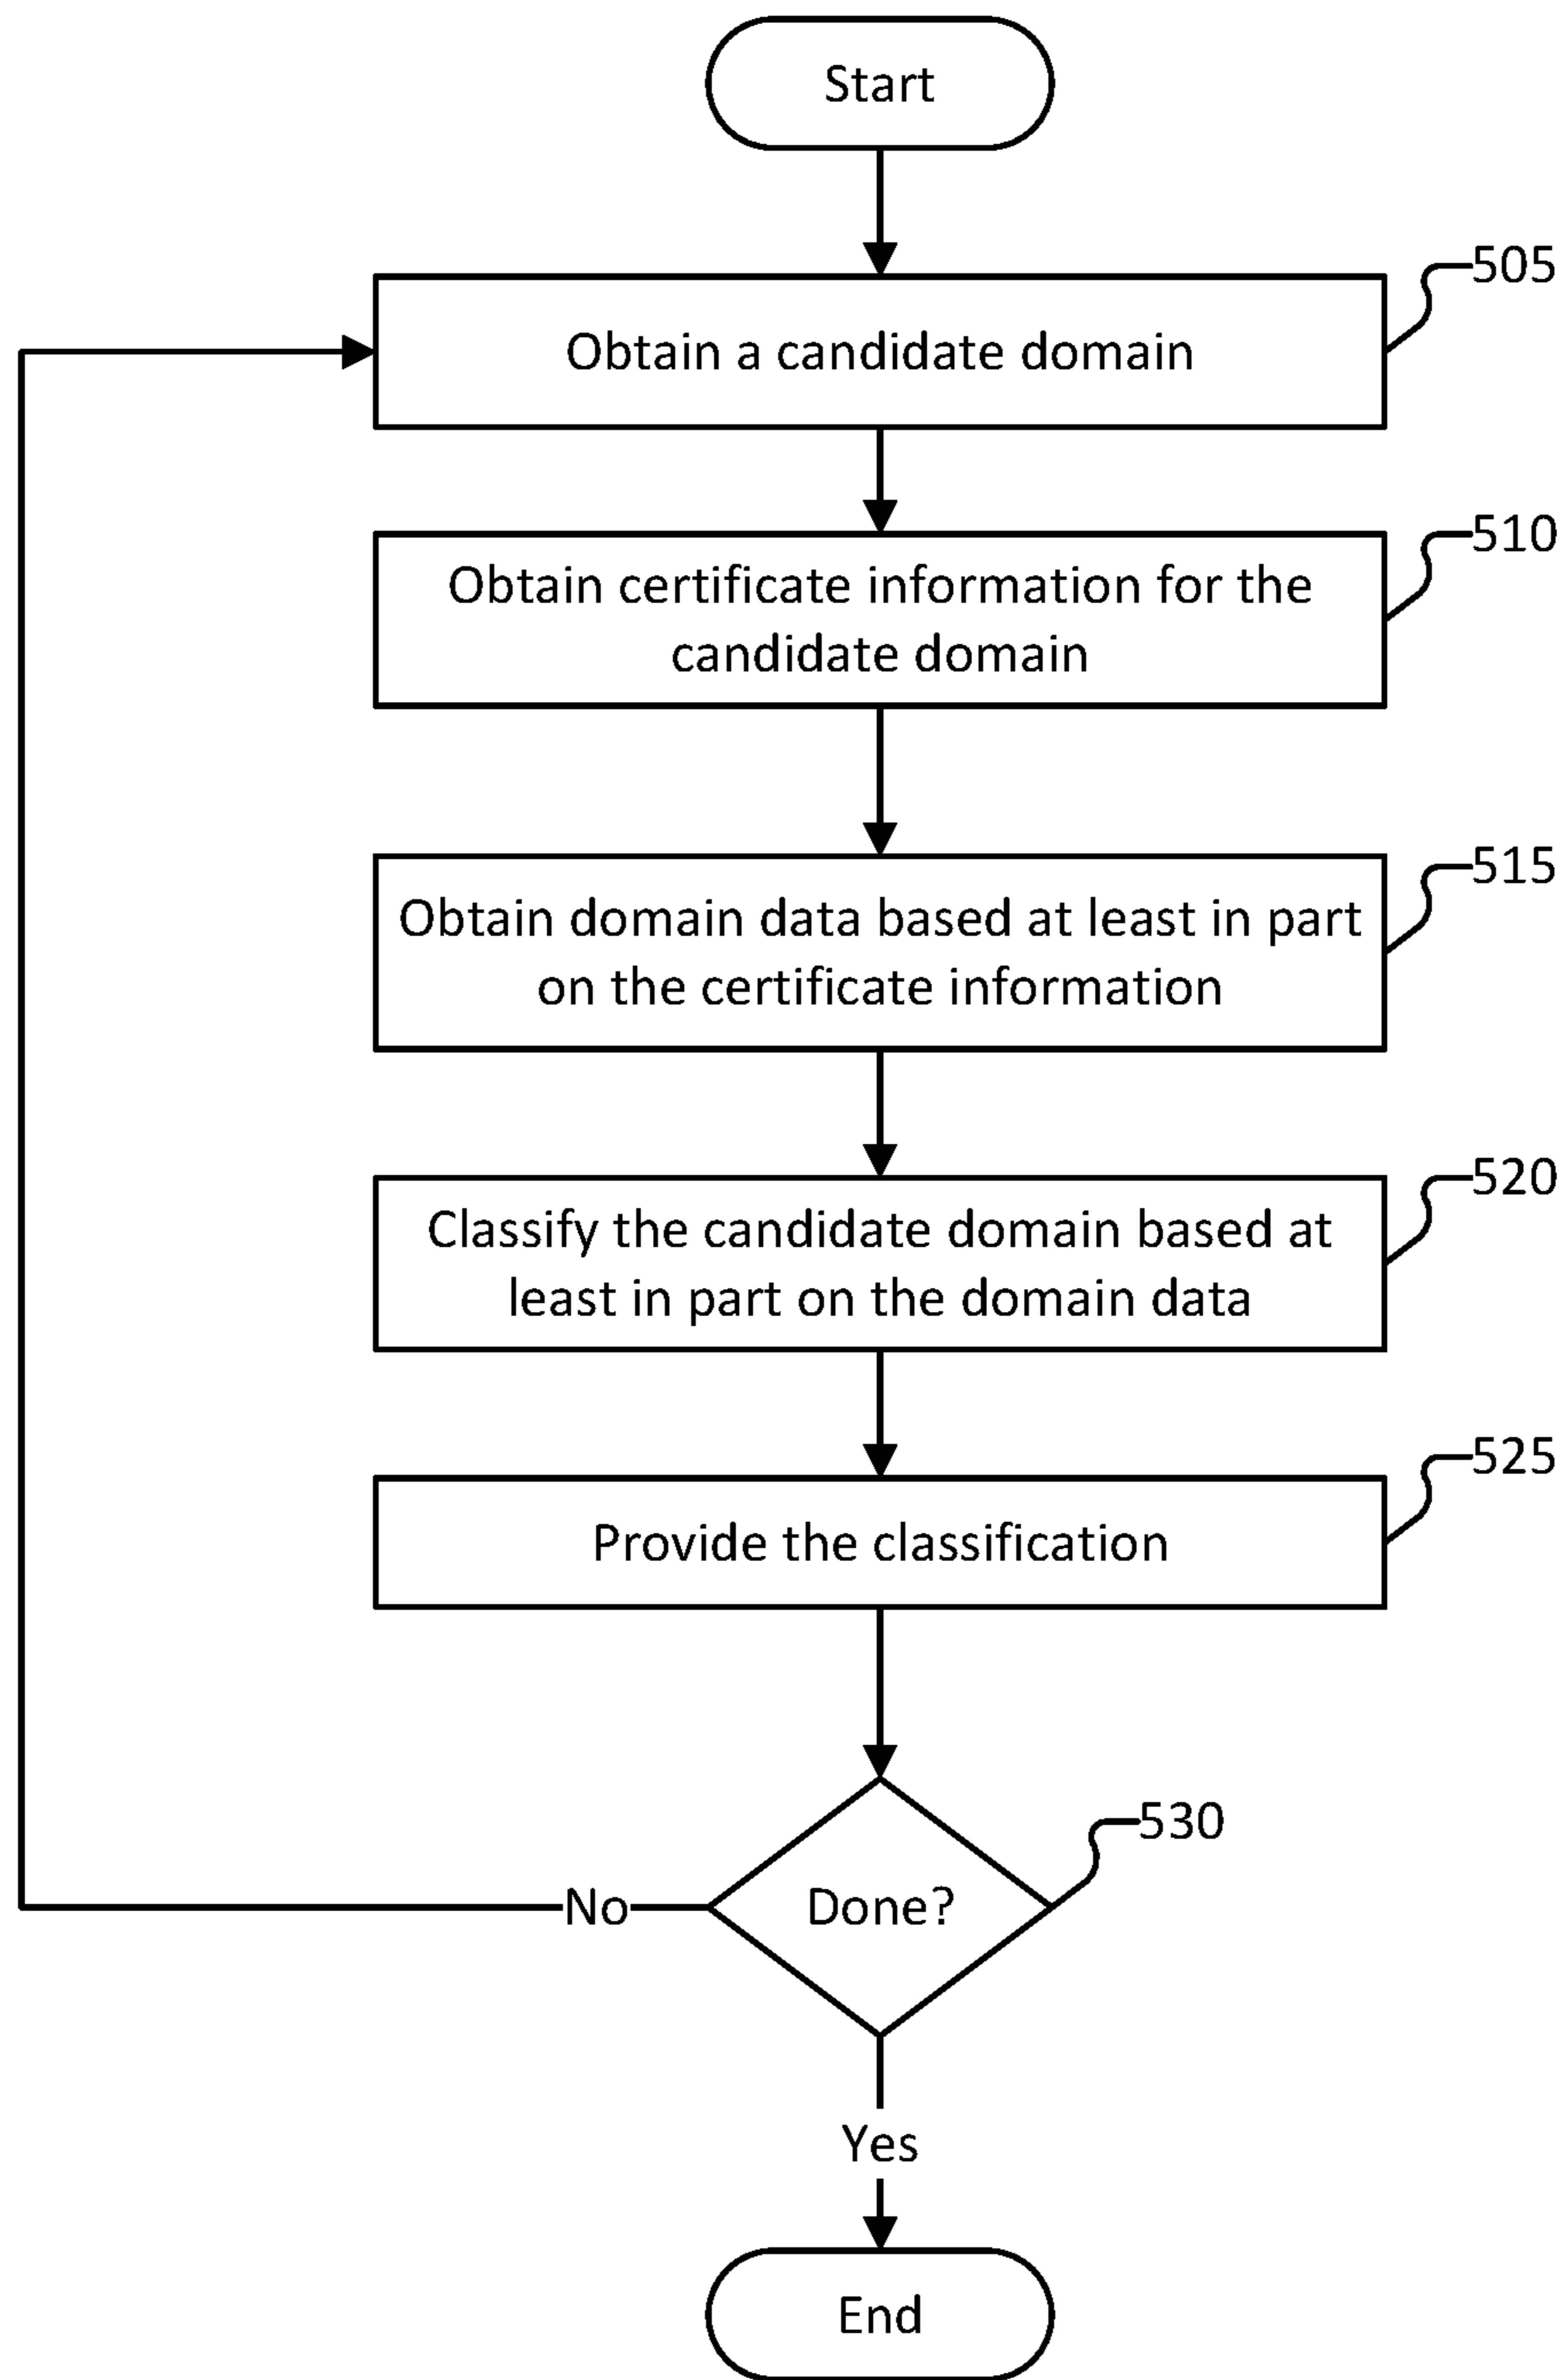 Start
505
Obtain a candidate domain
510
Obtain certificate information for the
candidate domain
515
Obtain domain data based at least in part
on the certificate information
520
Classify the candidate domain based at
least in part on the domain data
525
Provide the classification
530
Done?
No
Yes
End